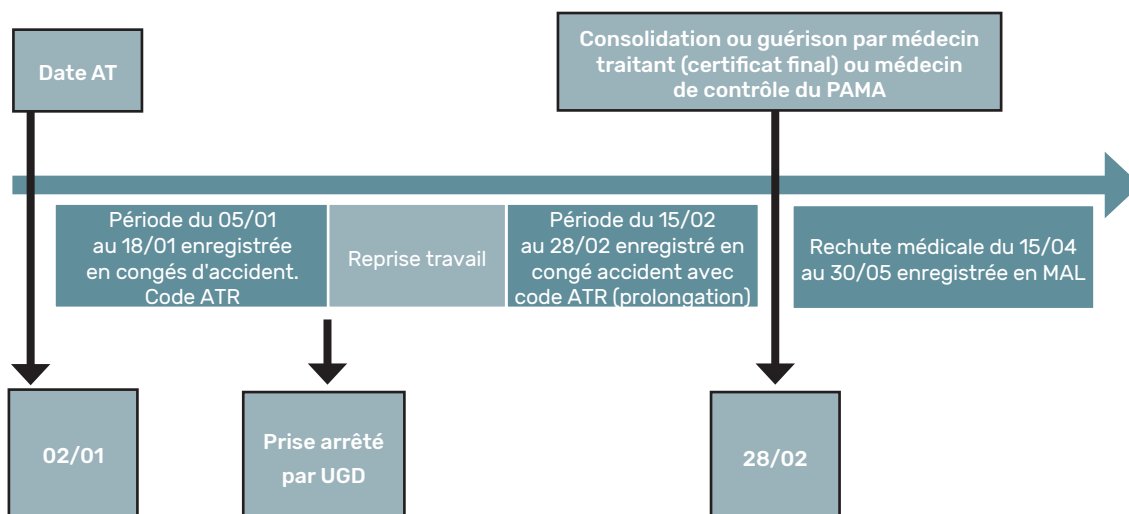 Date AT
Consolidation ou guérison par médecin
traitant (certificat final) ou médecin
de contrôle du PAMA
Période du 05/01
au 18/01 enregistrée
en congés d'accident.
Code ATR
Reprise travail
Période du 15/02
au 28/02 enregistré en
congé accident avec
code ATR (prolongation)
Rechute médicale du 15/04
au 30/05 enregistrée en MAL
02/01
Prise arrêté
par UGD
28/02